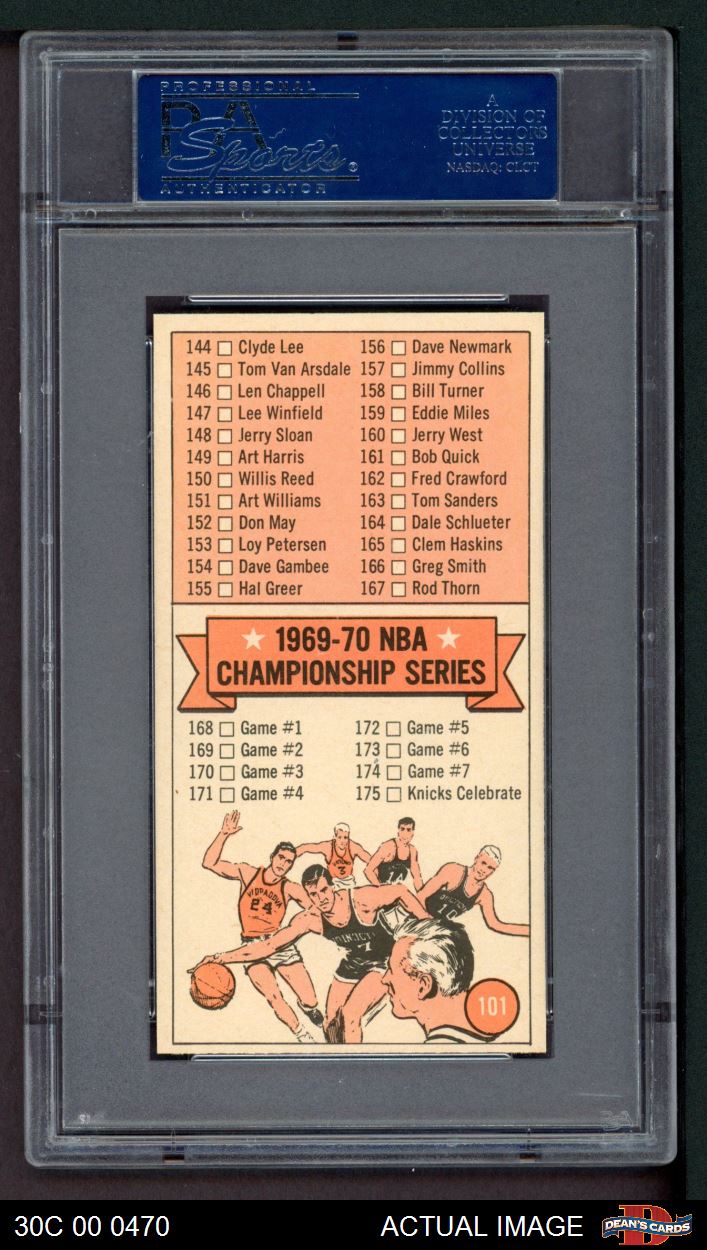 PROFESSIONAL
PSA
Sports®
AUTHENTICATOR
A
DIVISION OF
COLLECTORS
UNIVERSE
NASDAQ: CLCT
144 Clyde Lee
145 Tom Van Arsdale
146 Len Chappell
147 Lee Winfield
148 Jerry Sloan
149 Art Harris
150 Willis Reed
151 Art Williams
152 Don May
153 Loy Petersen
154 Dave Gambee
155 Hal Greer
156 Dave Newmark
157 Jimmy Collins
158 Bill Turner
159 Eddie Miles
160 Jerry West
161 Bob Quick
162 Fred Crawford
163 Tom Sanders
164 Dale Schlueter
165 Clem Haskins
166 Greg Smith
167 Rod Thorn
1969-70 NBA
CHAMPIONSHIP SERIES
168 Game #1
169 Game #2
170 Game #3
171 Game #4
172 Game #5
173 Game #6
174 Game #7
175 Knicks Celebrate
24
3
14
7
10
101
30C 00 0470
ACTUAL IMAGE
DEAN'S CARDS